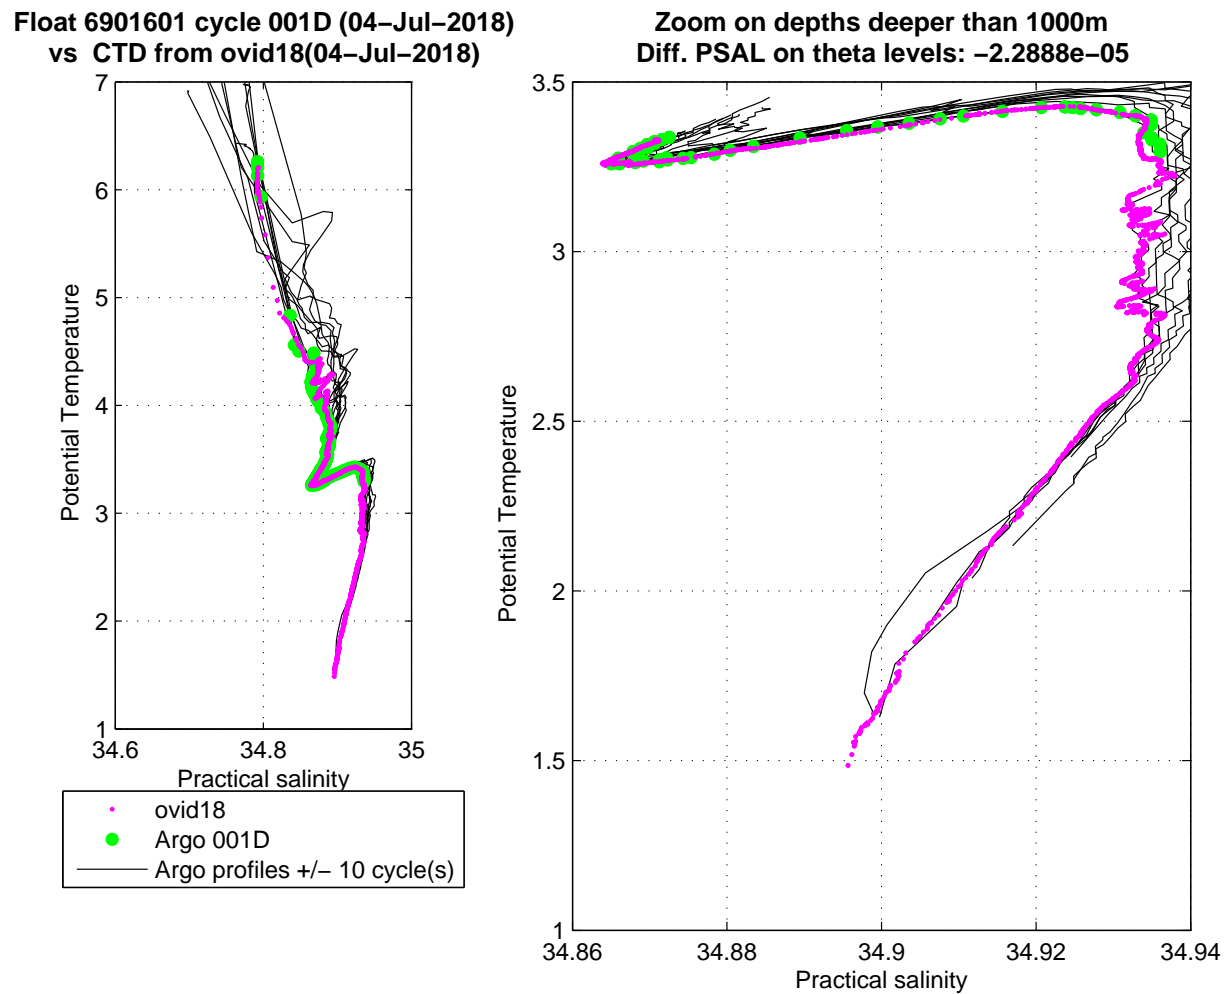 Float 6901601 cycle 001D (04−Jul−2018)
vs  CTD from ovid18(04−Jul−2018)
7
6
5
4
3
2
1
Potential Temperature
34.6
34.8
35
Practical salinity
ovid18
Argo 001D
Argo profiles +/− 10 cycle(s)
Zoom on depths deeper than 1000m
Diff. PSAL on theta levels: −2.2888e−05
3.5
3
2.5
2
1.5
1
Potential Temperature
34.86
34.88
34.9
34.92
34.94
Practical salinity